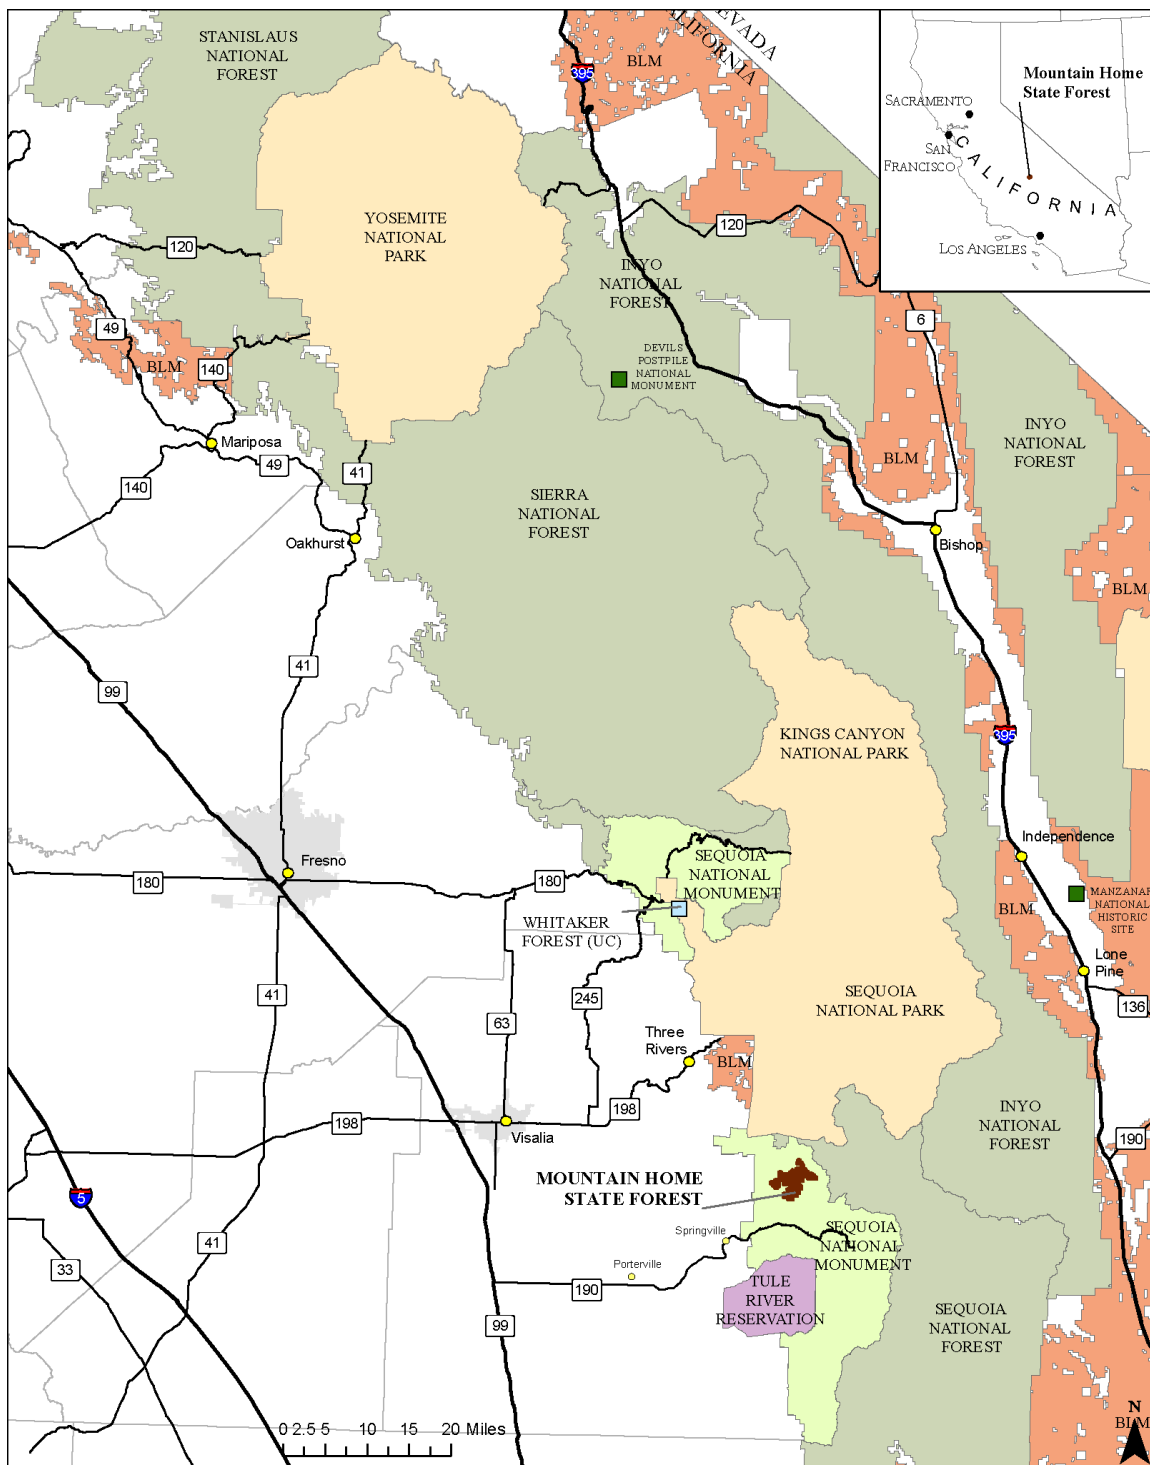 STANISLAUS
NATIONAL
FOREST
NEVADA
CALIFORNIA
BLM
395
Mountain Home
State Forest
SACRAMENTO
SAN
FRANCISCO
CALIFORNIA
LOS ANGELES
YOSEMITE
NATIONAL
PARK
120
120
INYO
NATIONAL
FOREST
6
49
BLM
140
DEVILS
POSTPILE
NATIONAL
MONUMENT
Mariposa
49
41
140
BLM
INYO
NATIONAL
FOREST
SIERRA
NATIONAL
FOREST
Oakhurst
Bishop
BLM
41
99
KINGS CANYON
NATIONAL PARK
395
Independence
Fresno
180
180
SEQUOIA
NATIONAL
MONUMENT
MANZANAR
NATIONAL
HISTORIC
SITE
BLM
WHITAKER
FOREST (UC)
Lone
Pine
41
245
63
SEQUOIA
NATIONAL PARK
136
Three
Rivers
BLM
198
198
Visalia
INYO
NATIONAL
FOREST
190
MOUNTAIN HOME
STATE FOREST
5
41
33
Springville
SEQUOIA
NATIONAL
MONUMENT
Porterville
190
TULE
RIVER
RESERVATION
99
SEQUOIA
NATIONAL
FOREST
0 2.5 5 10 20 Miles
N
BLM